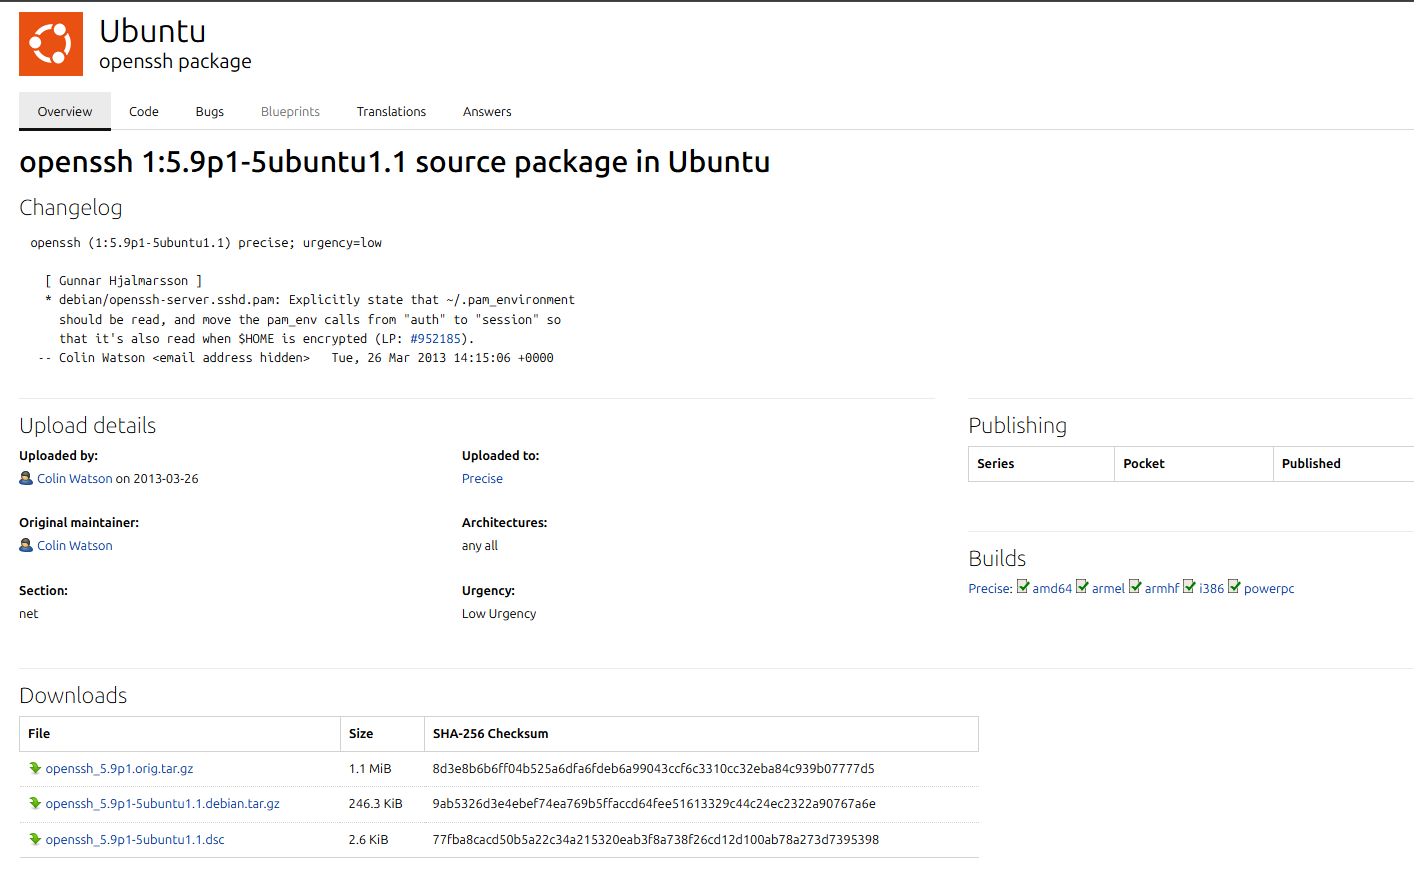 Ubuntu
openssh package
Overview Code Bugs Blueprints Translations Answers
openssh 1:5.9p1-5ubuntu1.1 source package in Ubuntu
Changelog
openssh (1:5.9p1-5ubuntu1.1) precise; urgency=low
[ Gunnar Hjalmarsson ]
* debian/openssh-server.sshd.pam: Explicitly state that ~/.pam_environment
should be read, and move the pam_env calls from "auth" to "session" so
that it's also read when $HOME is encrypted (LP: #952185).
-- Colin Watson <email address hidden>   Tue, 26 Mar 2013 14:15:06 +0000
Upload details
Uploaded by:
Colin Watson on 2013-03-26
Uploaded to:
Precise
Original maintainer:
Colin Watson
Architectures:
any all
Section:
net
Urgency:
Low Urgency
Publishing
Series Pocket Published
Builds
Precise: amd64 armel armhf i386 powerpc
Downloads
File Size SHA-256 Checksum
openssh_5.9p1.orig.tar.gz 1.1 MiB 8d3e8b6b6ff04b525a6dfa6fdeb6a99043ccf6c3310cc32eba84c939b07777d5
openssh_5.9p1-5ubuntu1.1.debian.tar.gz 246.3 KiB 9ab5326d3e4ebef74ea769b5ffaccd64fee51613329c44c24ec2322a90767a6e
openssh_5.9p1-5ubuntu1.1.dsc 2.6 KiB 77fba8cacd50b5a22c34a215320eab3f8a738f26cd12d100ab78a273d7395398